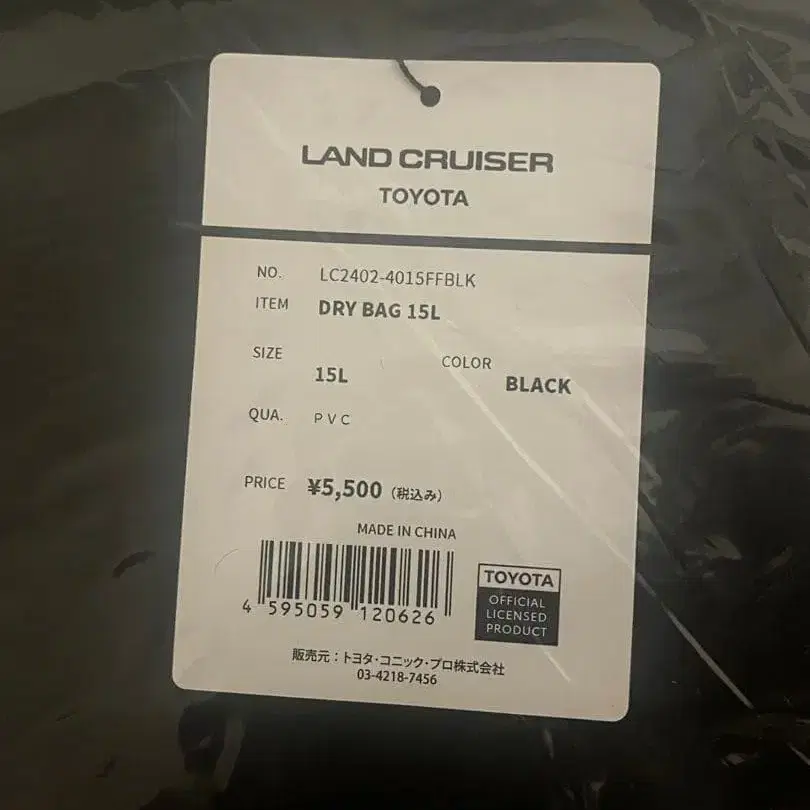 LAND CRUISER
TOYOTA
NO. LC2402-4015FFBLK
ITEM DRY BAG 15L
SIZE 15L COLOR BLACK
QUA. PVC
PRICE ¥5,500 (税込み)
MADE IN CHINA
4 595059 120626
TOYOTA
OFFICIAL
LICENSED
PRODUCT
販売元：トヨタ・コニック・プロ株式会社
03-4218-7456